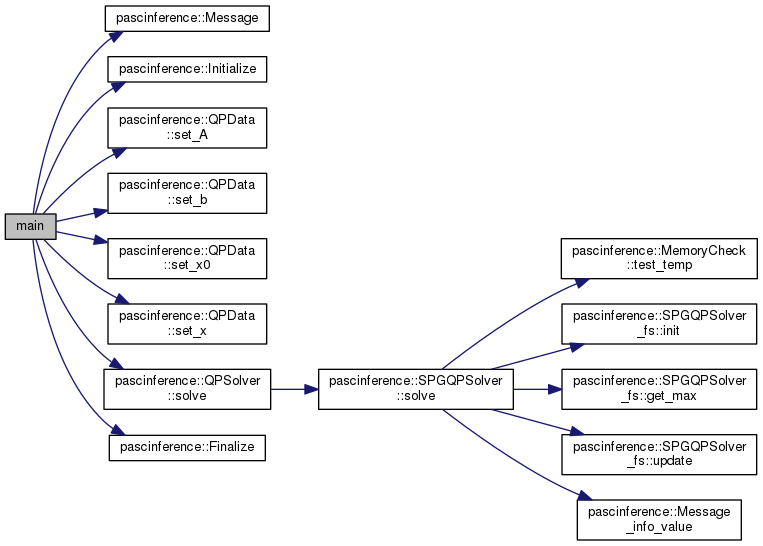 pascinference::Message
pascinference::Initialize
pascinference::QPData
::set_A
pascinference::QPData
::set_b
main
pascinference::QPData
::set_x0
pascinference::QPData
::set_x
pascinference::QPSolver
::solve
pascinference::Finalize
pascinference::SPGQPSolver
::solve
pascinference::MemoryCheck
::test_temp
pascinference::SPGQPSolver
_fs::init
pascinference::SPGQPSolver
_fs::get_max
pascinference::SPGQPSolver
_fs::update
pascinference::Message
_info_value